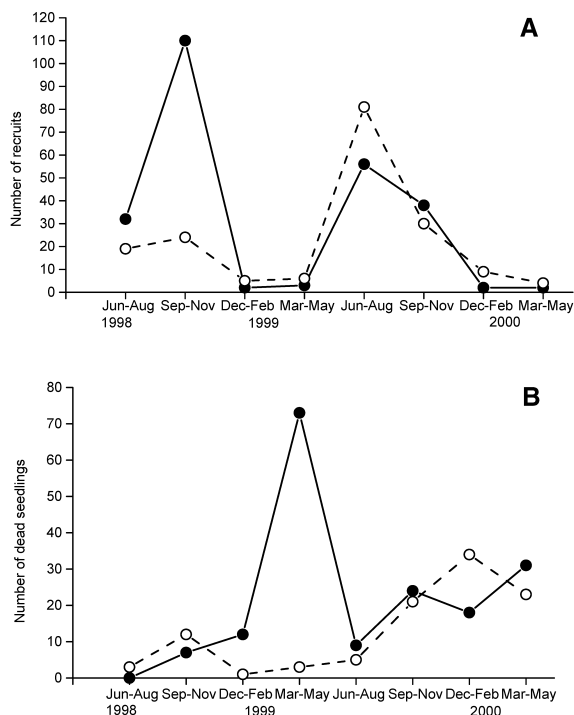 A
120
110
100
90
80
70
60
50
40
30
20
10
0
Number of recruits
Jun-Aug Sep-Nov Dec-Feb Mar-May Jun-Aug Sep-Nov Dec-Feb Mar-May
1998 1999 2000
B
80
70
60
50
40
30
20
10
0
Number of dead seedlings
Jun-Aug Sep-Nov Dec-Feb Mar-May Jun-Aug Sep-Nov Dec-Feb Mar-May
1998 1999 2000